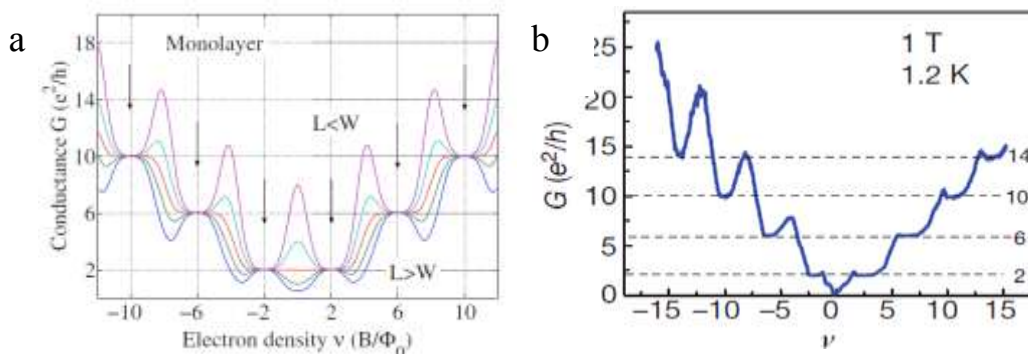 a
Conductance G (e²/h)
18
14
10
6
2
Monolayer
L<W
L>W
−10 −6 −2 2 6 10
Electron density ν (B/Φ₀)
b
G (e²/h)
25
20
15
10
5
0
1 T
1.2 K
14
10
6
2
−15 −10 −5 0 5 10 15
ν